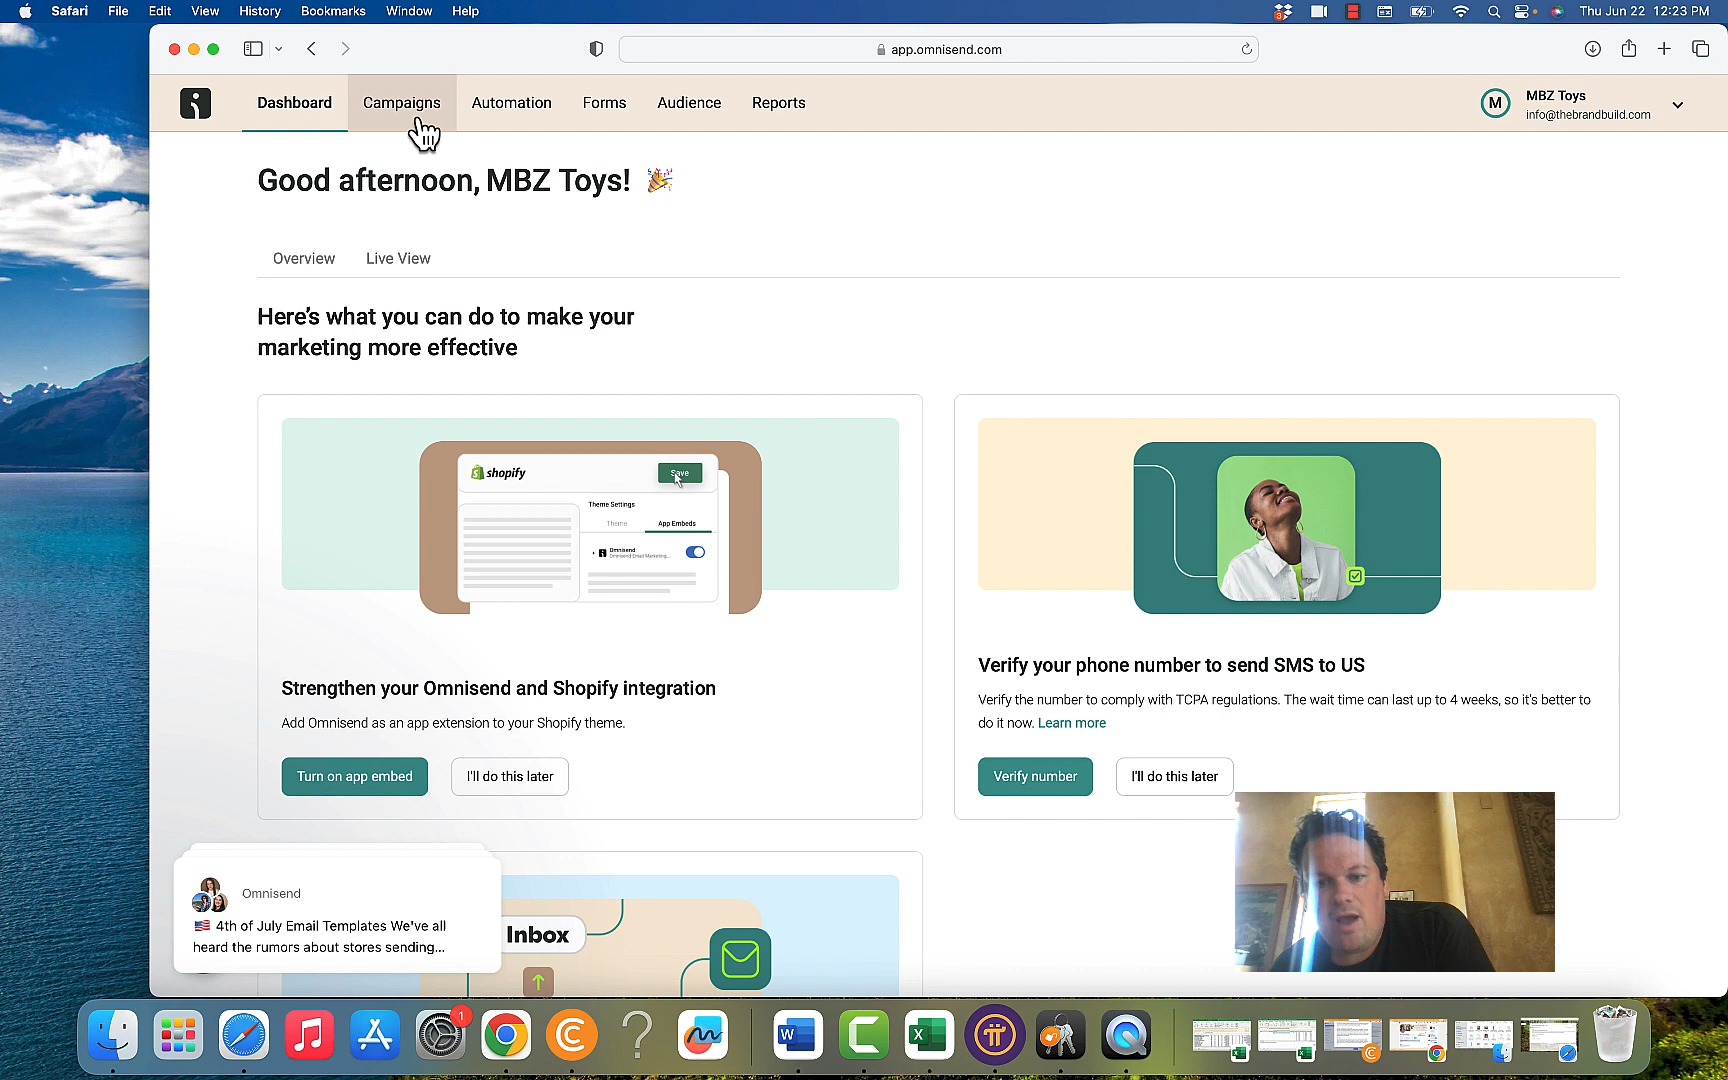 Safari File Edit View History Bookmarks Window Help
3
Thu Jun 22 12:23 PM
app.omnisend.com
Dashboard Campaigns Automation Forms Audience Reports
M
MBZ Toys
info@thebrandbuild.com
Good afternoon, MBZ Toys! 🎉
Overview Live View
Here's what you can do to make your
marketing more effective
shopify
Save
Theme Settings
Theme App Embeds
Omnisend
Omnisend Email Marketing...
Strengthen your Omnisend and Shopify integration
Add Omnisend as an app extension to your Shopify theme.
Turn on app embed I'll do this later
Verify your phone number to send SMS to US
Verify the number to comply with TCPA regulations. The wait time can last up to 4 weeks, so it's better to
do it now. Learn more
Verify number I'll do this later
Omnisend
🇺🇸 4th of July Email Templates We've all
heard the rumors about stores sending...
Inbox
1